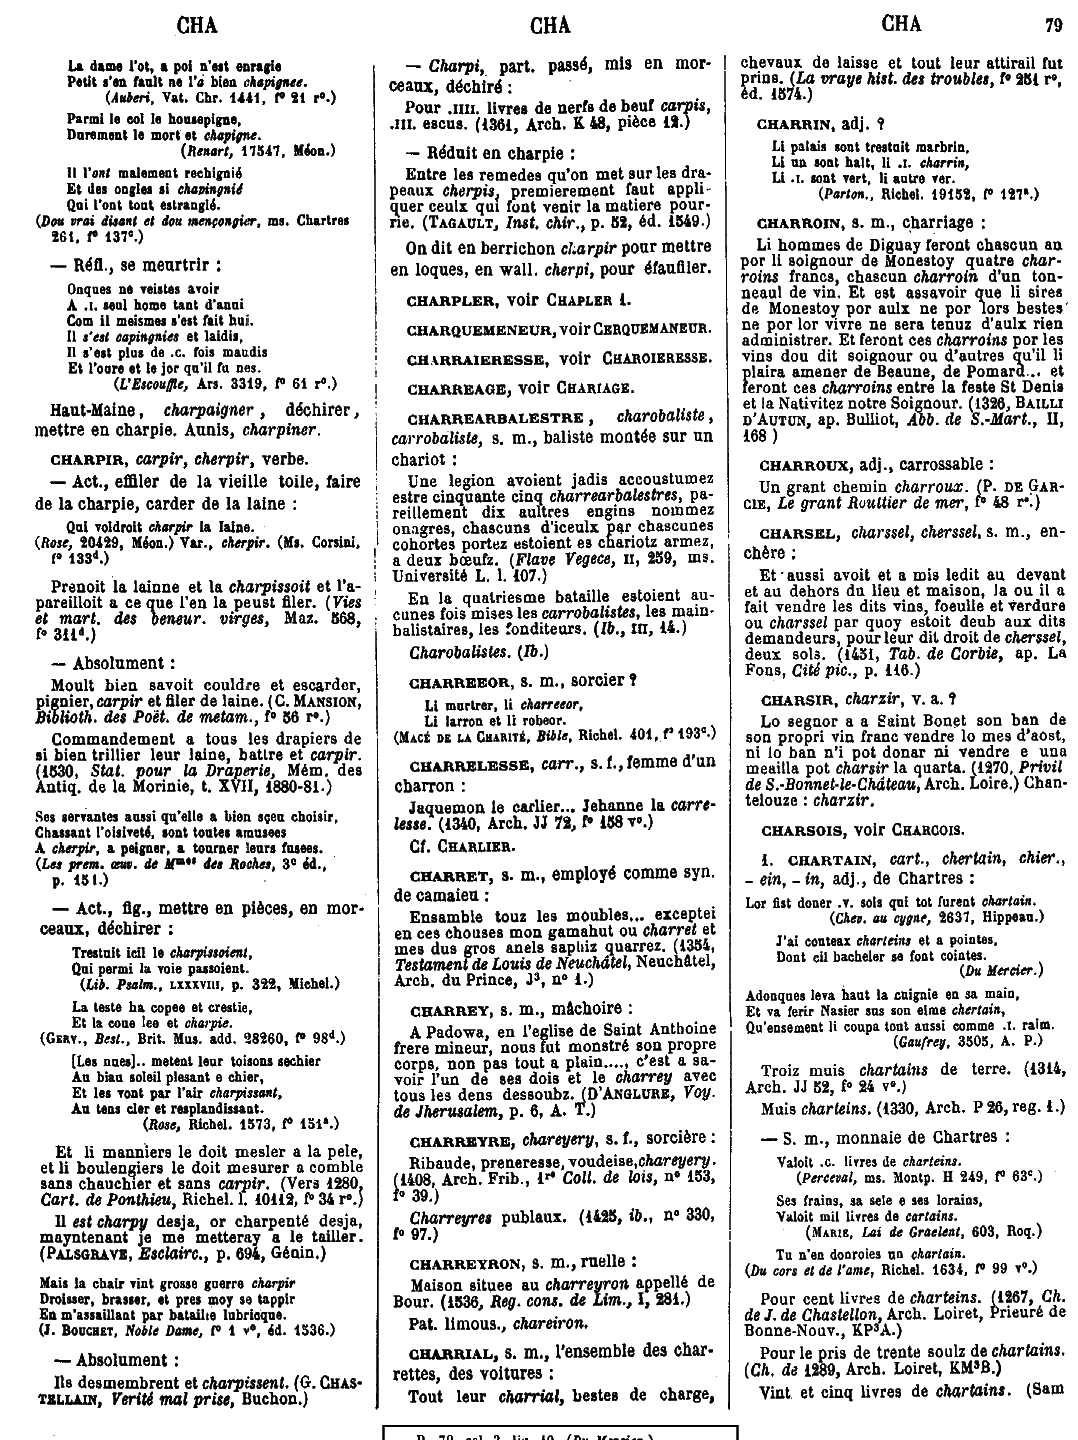 CHA
CHA
CHA
79
La dame l'ot, a poi n'est enragie
Petit s'en fault ne l'a bien chapignee.
(Auberi, Vat. Chr. 1441, f° 21 r°.)
Parmi le col le housepigne,
Durement le mort et chapigne.
(Renart, 17547, Méon.)
Il l'ont malement rechignié
Et des ongles si chapingnié
Qui l'ont tout estranglé.
(Dou vrai disant et dou mençongier, ms. Chartres
261, f° 137ᶜ.)
— Réfl., se meurtrir :
Onques ne veistes avoir
A .I. seul home tant d'anui
Com il meismes s'est fait hui.
Il s'est capingnies et laidis,
Il s'est plus de .c. fois maudis
Et l'oure et le jor qu'il fu nes.
(L'Escouffle, Ars. 3319, f° 61 r°.)
Haut-Maine, charpaigner, déchirer,
mettre en charpie. Aunis, charpiner.
CHARPIR, carpir, cherpir, verbe.
— Act., effiler de la vieille toile, faire
de la charpie, carder de la laine :
Qui voldroit charpir la laine.
(Rose, 20429, Méon.) Var., cherpir. (Ms. Corsini,
f° 133ᵈ.)
Prenoit la lainne et la charpissoit et l'a-
pareilloit a ce que l'en la peust filer. (Vies
et mart. des beneur. virges, Maz. 568,
f° 311ᵈ.)
— Absolument :
Moult bien savoit couldre et escarder,
pignier, carpir et filer de laine. (C. MANSION,
Biblioth. des Poët. de metam., f° 56 r°.)
Commandement a tous les drapiers de
si bien trillier leur laine, battre et carpir.
(1530, Stat. pour la Draperie, Mém. des
Antiq. de la Morinie, t. XVII, 1880-81.)
Ses servantes aussi qu'elle a bien sçeu choisir,
Chassant l'oisiveté, sont toutes amusees
A cherpir, a peigner, a tourner leurs fusees.
(Les prem. œuv. de Mᵐᵉˢ des Roches, 3ᵉ éd.,
p. 151.)
— Act., fig., mettre en pièces, en mor-
ceaux, déchirer :
Trestuit icil le charpissoient,
Qui parmi la voie passoient.
(Lib. Psalm., LXXXVIII, p. 322, Michel.)
La teste ha copee et crestie,
Et la coue lee et charpie.
(GERV., Best., Brit. Mus. add. 28260, f° 98ᵈ.)
[Les nues].. metent leur toisons sechier
Au biau soleil plesant e chier,
Et les vont par l'air charpissant,
Au tens cler et resplandissant.
(Rose, Richel. 1573, f° 151ᵃ.)
Et li manniers le doit mesler a la pele,
et li boulengiers le doit mesurer a comble
sans chauchier et sans carpir. (Vers 1280,
Cart. de Ponthieu, Richel. l. 10112, f° 34 r°.)
Il est charpy desja, or charpenté desja,
mayntenant je me metteray a le tailler.
(PALSGRAVE, Esclairc., p. 694, Génin.)
Mais la chair vint grosse guerre charpir
Droisser, brasser, et pres moy se tappir
En m'assaillant par bataille lubrique.
(J. BOUCHET, Noble Dame, f° 1 v°, éd. 1536.)
— Absolument :
Ils desmembrent et charpissent. (G. CHAS-
TELLAIN, Verité mal prise, Buchon.)
— Charpi, part. passé, mis en mor-
ceaux, déchiré :
Pour .IIII. livres de nerfs de beuf carpis,
.III. escus. (1361, Arch. K 48, pièce 12.)
— Réduit en charpie :
Entre les remedes qu'on met sur les dra-
peaux cherpis, premierement faut appli-
quer ceulx qui font venir la matiere pour-
rie. (TAGAULT, Inst. chir., p. 52, éd. 1549.)
On dit en berrichon charpir pour mettre
en loques, en wall. cherpi, pour éfaufiler.
CHARPLER, voir CHAPLER 1.
CHARQUEMENEUR, voir CERQUEMANEUR.
CHARRAIERESSE, voir CHAROIERESSE.
CHARREAGE, voir CHARIAGE.
CHARREARBALESTRE, charobaliste,
carrobaliste, s. m., baliste montée sur un
chariot :
Une legion avoient jadis accoustumez
estre cinquante cinq charrearbalestres, pa-
reillement dix aultres engins nommez
onagres, chascuns d'iceulx par chascunes
cohortes portez estoient es chariotz armez,
a deux bœufz. (Flave Vegece, II, 259, ms.
Université L. l. 107.)
En la quatriesme bataille estoient au-
cunes fois mises les carrobalistes, les main-
balistaires, les fonditeurs. (Ib., III, 14.)
Charobalistes. (Ib.)
CHARREEOR, s. m., sorcier ?
Li murtrer, li charreeor,
Li larron et li robeor.
(MACÉ DE LA CHARITÉ, Bible, Richel. 401, f° 193ᶜ.)
CHARRELESSE, carr., s. f., femme d'un
charron :
Jaquemon le carlier... Jehanne la carre-
lesse. (1340, Arch. JJ 72, f° 158 v°.)
Cf. CHARLIER.
CHARRET, s. m., employé comme syn.
de camaieu :
Ensamble touz les moubles... exceptei
en ces chouses mon gamahut ou charret et
mes dus gros anels saphiz quarrez. (1354,
Testament de Louis de Neuchâtel, Neuchâtel,
Arch. du Prince, J³, n° 1.)
CHARREY, s. m., mâchoire :
A Padowa, en l'eglise de Saint Anthoine
frere mineur, nous fut monstré son propre
corps, non pas tout a plain...., c'est a sa-
voir l'un de ses dois et le charrey avec
tous les dens dessoubz. (D'ANGLURE, Voy.
de Jherusalem, p. 6, A. T.)
CHARREYRE, chareyery, s. f., sorcière :
Ribaude, preneresse, voudeise, chareyery.
(1408, Arch. Frib., 1ʳᵉ Coll. de lois, n° 153,
f° 39.)
Charreyres publaux. (1425, ib., n° 330,
f° 97.)
CHARREYRON, s. m., ruelle :
Maison situee au charreyron appellé de
Bour. (1536, Reg. cons. de Lim., I, 281.)
Pat. limous., chareiron.
CHARRIAL, s. m., l'ensemble des char-
rettes, des voitures :
Tout leur charrial, bestes de charge,
chevaux de laisse et tout leur attirail fut
prins. (La vraye hist. des troubles, f° 251 r°,
éd. 1574.)
CHARRIN, adj. ?
Li palais sont trestuit marbrin,
Li un sont halt, li .I. charrin,
Li .I. sont vert, li autre ver.
(Parton., Richel. 19152, f° 127ᵃ.)
CHARROIN, s. m., charriage :
Li hommes de Diguay feront chascun an
por li soignour de Monestoy quatre char-
roins francs, chascun charroin d'un ton-
neaul de vin. Et est assavoir que li sires
de Monestoy por aulx ne por lors bestes
ne por lor vivre ne sera tenuz d'aulx rien
administrer. Et feront ces charroins por les
vins dou dit soignour ou d'autres qu'il li
plaira amener de Beaune, de Pomard... et
feront ces charroins entre la feste St Denis
et la Nativitez notre Soignour. (1326, BAILLI
D'AUTUN, ap. Bulliot, Abb. de S.-Mart., II,
168 )
CHARROUX, adj., carrossable :
Un grant chemin charroux. (P. DE GAR-
CIE, Le grant Roullier de mer, f° 48 r°.)
CHARSEL, charssel, cherssel, s. m., en-
chère :
Et aussi avoit et a mis ledit au devant
et au dehors du lieu et maison, la ou il a
fait vendre les dits vins, foeulle et verdure
ou charssel par quoy estoit deub aux dits
demandeurs, pour leur dit droit de cherssel,
deux sols. (1431, Tab. de Corbie, ap. La
Fons, Cité pic., p. 116.)
CHARSIR, charzir, v. a. ?
Lo segnor a a Saint Bonet son ban de
son propri vin franc vendre lo mes d'aost,
ni lo ban n'i pot donar ni vendre e una
meailla pot charsir la quarta. (1270, Privil
de S.-Bonnet-le-Château, Arch. Loire.) Chan-
telouze : charzir.
CHARSOIS, voir CHARCOIS.
1. CHARTAIN, cart., chertain, chier.,
- ein, - in, adj., de Chartres :
Lor fist doner .v. sols qui tot furent chartain.
(Chev. au cygne, 2637, Hippeau.)
J'ai couteax charteins et a pointes,
Dont cil bacheler se font cointes.
(Du Mercier.)
Adonques leva haut la cuignie en sa main,
Et va ferir Nasier sus son elme chertain,
Qu'ensement li coupa tout aussi comme .I. raim.
(Gaufrey, 3505, A. P.)
Troiz muis chartains de terre. (1314,
Arch. JJ 52, f° 24 v°.)
Muis charteins. (1330, Arch. P 26, reg. 1.)
— S. m., monnaie de Chartres :
Valoit .c. livres de charteins.
(Perceval, ms. Montp. H 249, f° 63ᶜ.)
Ses frains, sa sele e ses lorains,
Valoit mil livres de cartains.
(MARIE, Lai de Graelent, 603, Roq.)
Tu n'en donroies un chartain.
(Du cors et de l'ame, Richel. 1634, f° 99 v°.)
Pour cent livres de charteins. (1267, Ch.
de J. de Chastellon, Arch. Loiret, Prieuré de
Bonne-Nouv., KP³A.)
Pour le pris de trente soulz de chartains.
(Ch. de 1289, Arch. Loiret, KM³B.)
Vint et cinq livres de chartains. (Sam